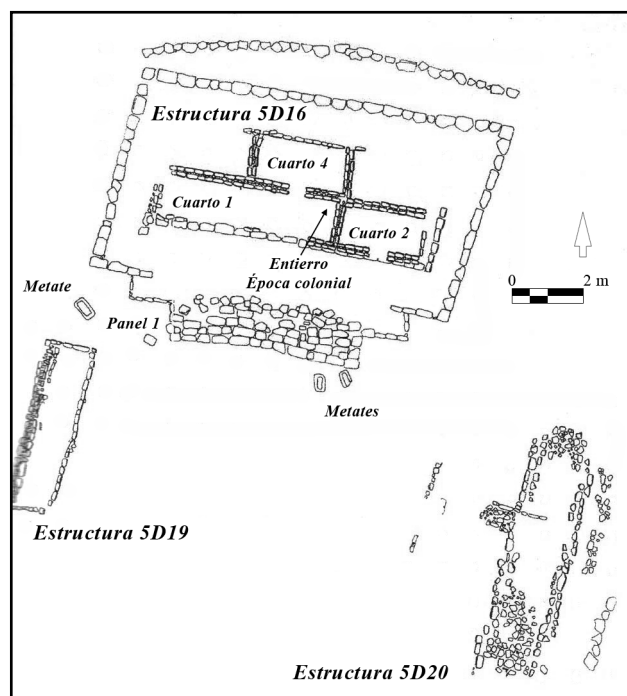 Estructura 5D16
Cuarto 4
Cuarto 1
Cuarto 2
Entierro
Época colonial
0 2 m
Metate
Panel 1
Metates
Estructura 5D19
Estructura 5D20